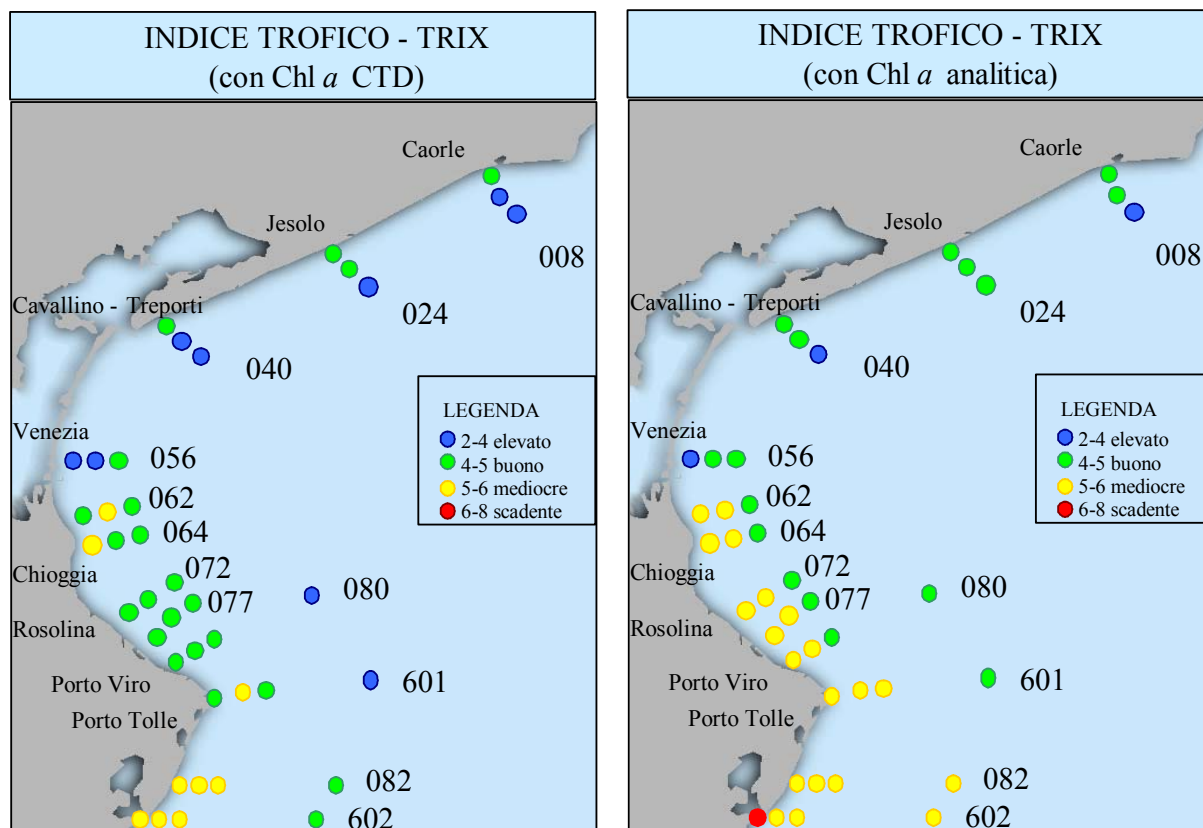 INDICE TROFICO - TRIX
(con Chl a CTD)
Caorle
Jesolo
008
Cavallino - Treporti
024
040
LEGENDA
2-4 elevato
4-5 buono
5-6 mediocre
6-8 scadente
Venezia
056
062
064
Chioggia
072
077
080
Rosolina
Porto Viro
601
Porto Tolle
082
602
INDICE TROFICO - TRIX
(con Chl a analitica)
Caorle
Jesolo
008
Cavallino - Treporti
024
040
LEGENDA
2-4 elevato
4-5 buono
5-6 mediocre
6-8 scadente
Venezia
056
062
064
Chioggia
072
077
080
Rosolina
Porto Viro
601
Porto Tolle
082
602